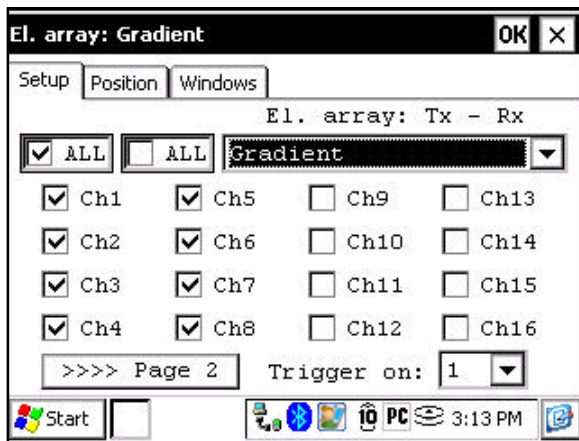 El. array: Gradient OK
Setup Position Windows
El. array: Tx - Rx
ALL ALL Gradient
Ch1 Ch5 Ch9 Ch13
Ch2 Ch6 Ch10 Ch14
Ch3 Ch7 Ch11 Ch15
Ch4 Ch8 Ch12 Ch16
>>>> Page 2 Trigger on: 1
Start PC 3:13 PM